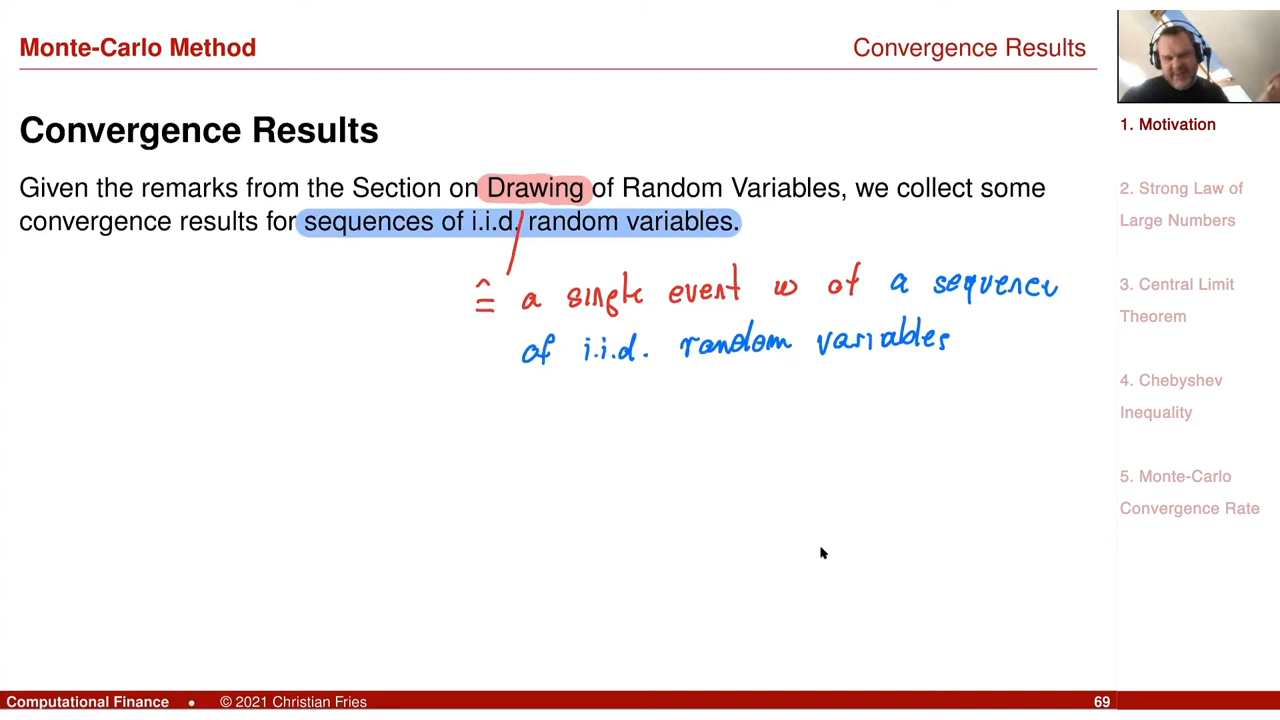 Monte-Carlo Method
Convergence Results
Convergence Results
Given the remarks from the Section on Drawing of Random Variables, we collect some
convergence results for sequences of i.i.d. random variables.
≙ a single event ω of a sequence
of i.i.d. random variables
1. Motivation
2. Strong Law of
Large Numbers
3. Central Limit
Theorem
4. Chebyshev
Inequality
5. Monte-Carlo
Convergence Rate
Computational Finance • © 2021 Christian Fries
69